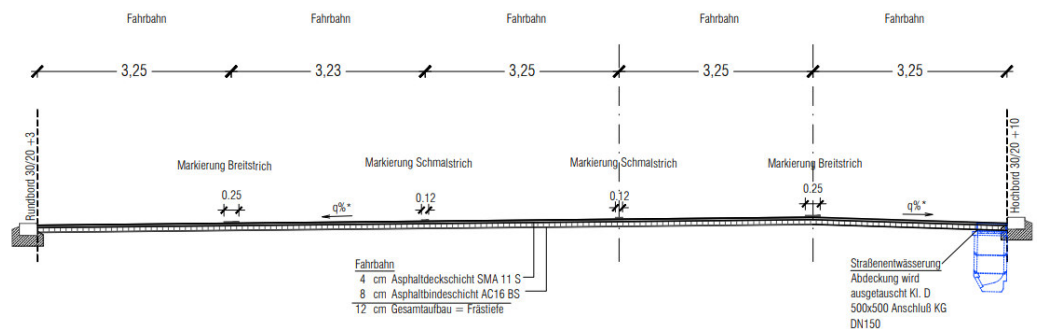 Fahrbahn
Fahrbahn
Fahrbahn
Fahrbahn
Fahrbahn
3,25
3,23
3,25
3,25
3,25
Rundbord 30/20 +3
Hochbord 30/20 +10
Markierung Breitstrich
Markierung Schmalstrich
Markierung Schmalstrich
Markierung Breitstrich
0.25
q%*
0.12
0.12
0.25
q%*
Fahrbahn
4 cm Asphaltdeckschicht SMA 11 S
8 cm Asphaltbindeschicht AC16 BS
12 cm Gesamtaufbau = Frästiefe
Straßenentwässerung
Abdeckung wird
ausgetauscht Kl. D
500x500 Anschluß KG
DN150